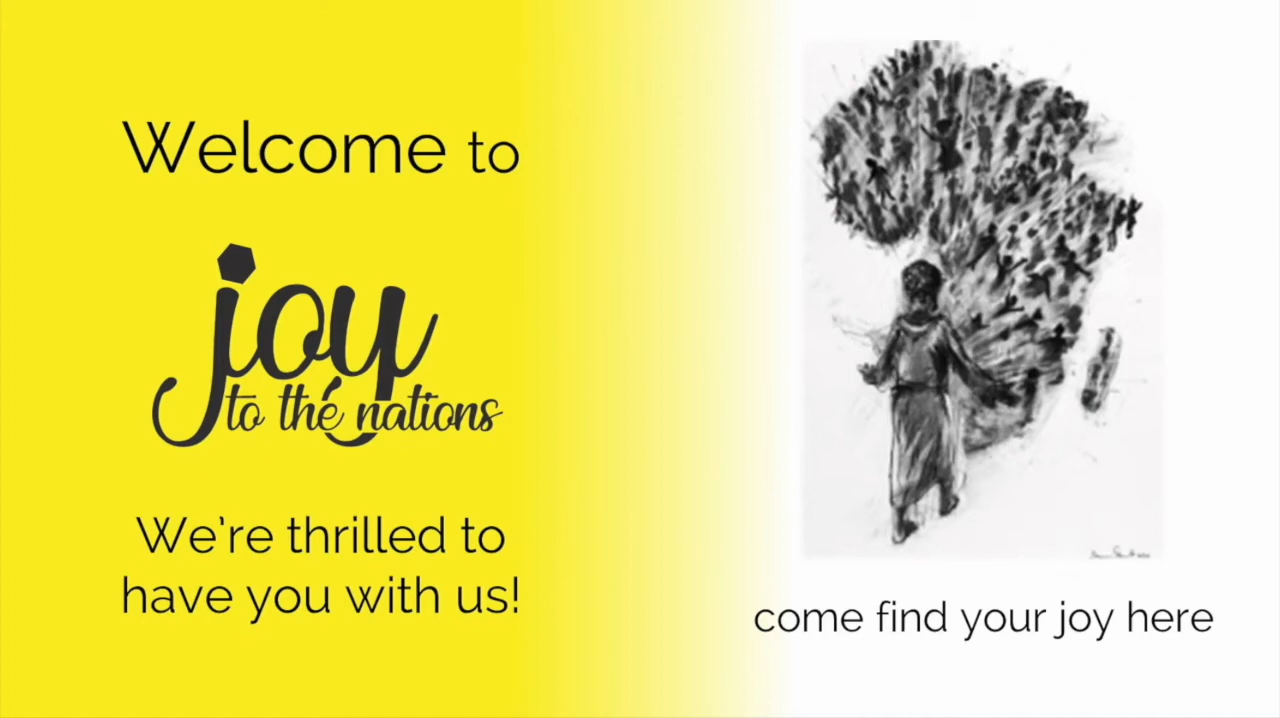 Welcome to
joy
to the nations
We're thrilled to
have you with us!
come find your joy here